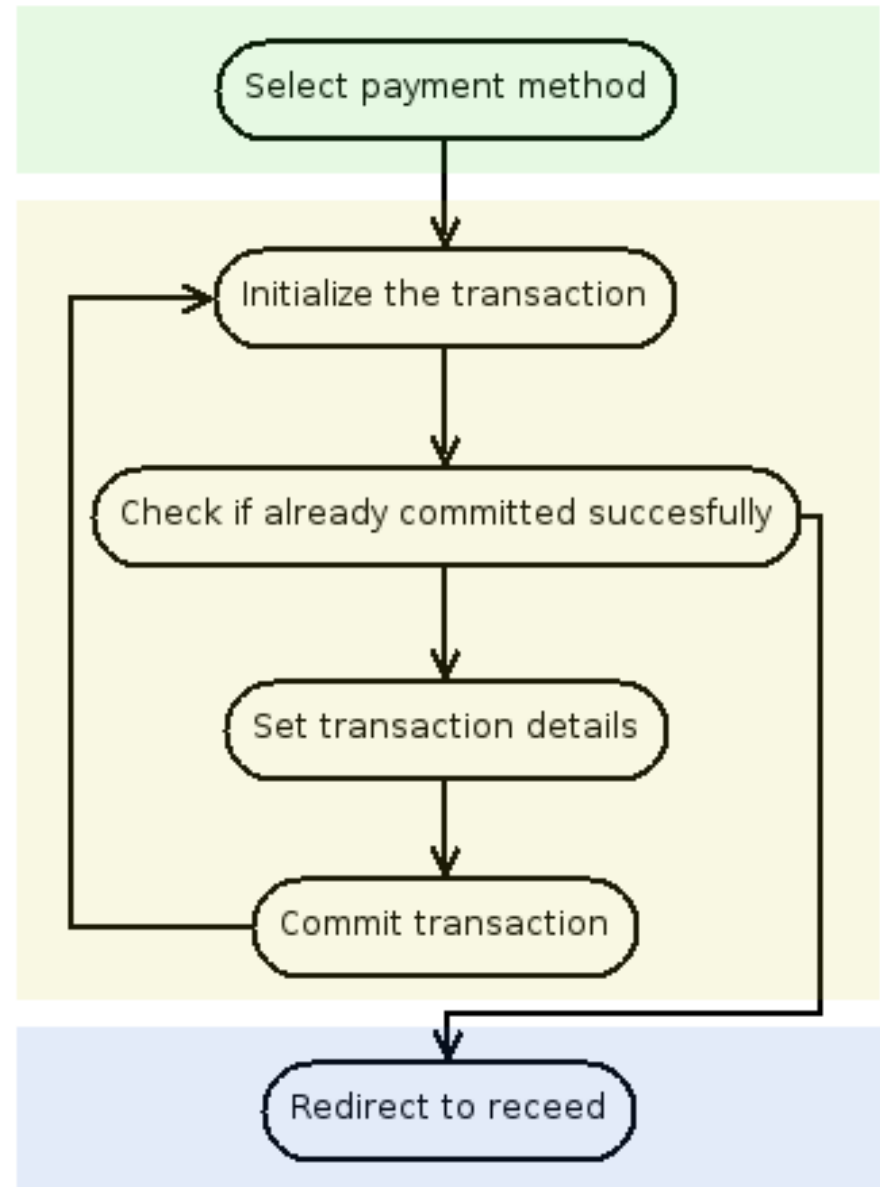 Select payment method
Initialize the transaction
Check if already committed succesfully
Set transaction details
Commit transaction
Redirect to receed